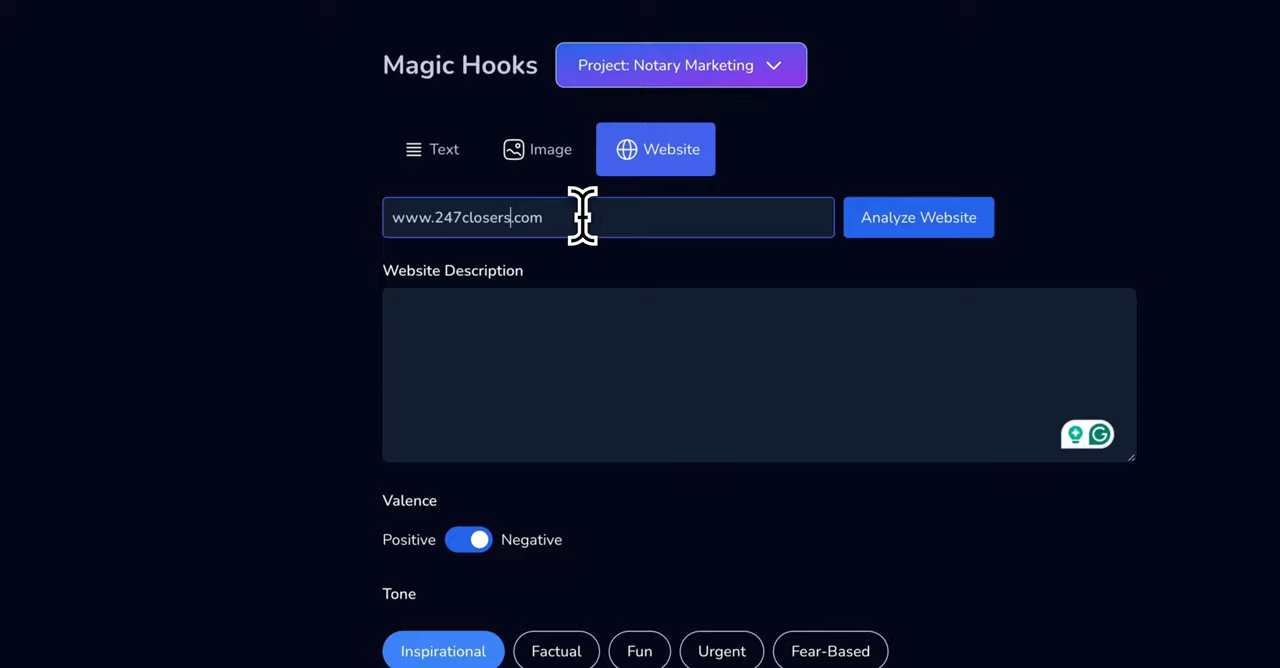 Magic Hooks Project: Notary Marketing
Text Image Website
www.247closers.com Analyze Website
Website Description
Valence
Positive Negative
Tone
Inspirational Factual Fun Urgent Fear-Based